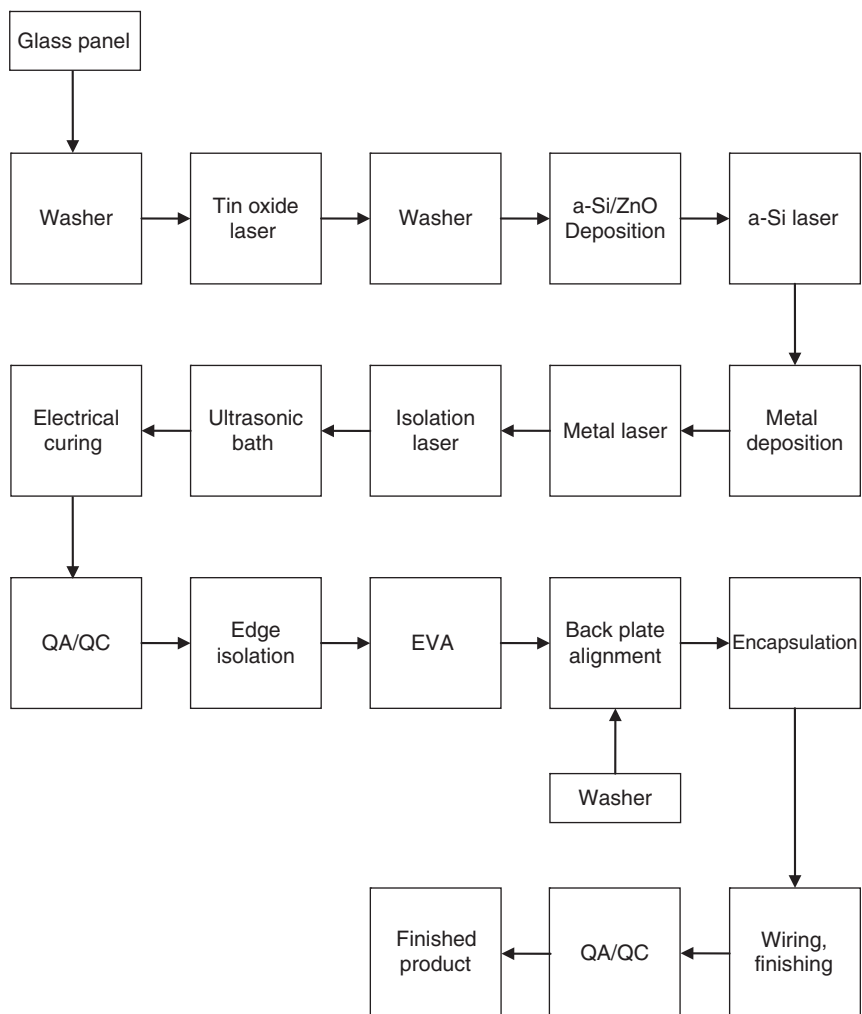 Glass panel
Washer
Tin oxide
laser
Washer
a-Si/ZnO
Deposition
a-Si laser
Electrical
curing
Ultrasonic
bath
Isolation
laser
Metal laser
Metal
deposition
QA/QC
Edge
isolation
EVA
Back plate
alignment
Encapsulation
Washer
Finished
product
QA/QC
Wiring,
finishing